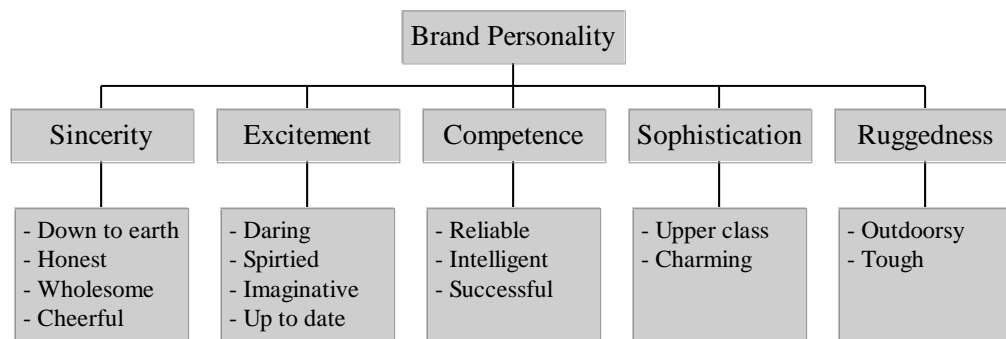 Brand Personality
Sincerity
Excitement
Competence
Sophistication
Ruggedness
- Down to earth
- Honest
- Wholesome
- Cheerful
- Daring
- Spirtied
- Imaginative
- Up to date
- Reliable
- Intelligent
- Successful
- Upper class
- Charming
- Outdoorsy
- Tough